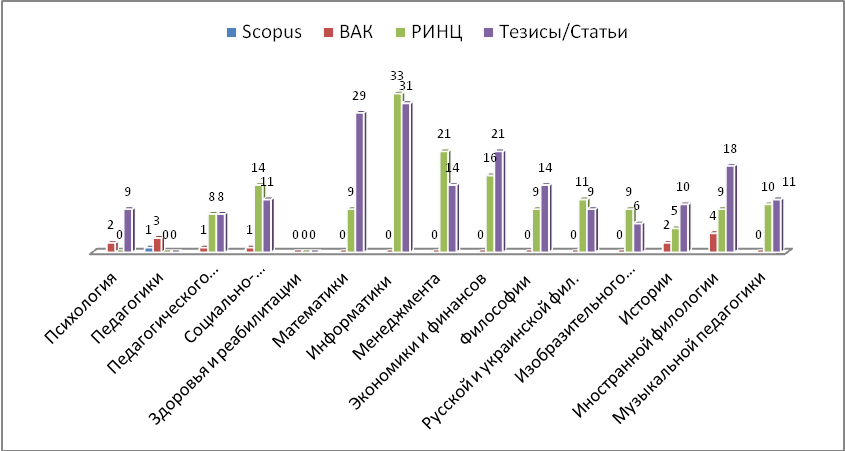 Scopus ВАК РИНЦ Тезисы/Статьи
2 0 9
1 3 0 0
1 8 8
1 14 11
0 0 0
0 9 29
0 33 31
0 21 14
0 16 21
0 9 14
0 11 9
0 9 6
2 5 10
4 9 18
0 10 11
Психология
Педагогики
Педагогического...
Социально-...
Здоровья и реабилитации
Математики
Информатики
Менеджмента
Экономики и финансов
Философии
Русской и украинской фил.
Изобразительного...
Истории
Иностранной филологии
Музыкальной педагогики